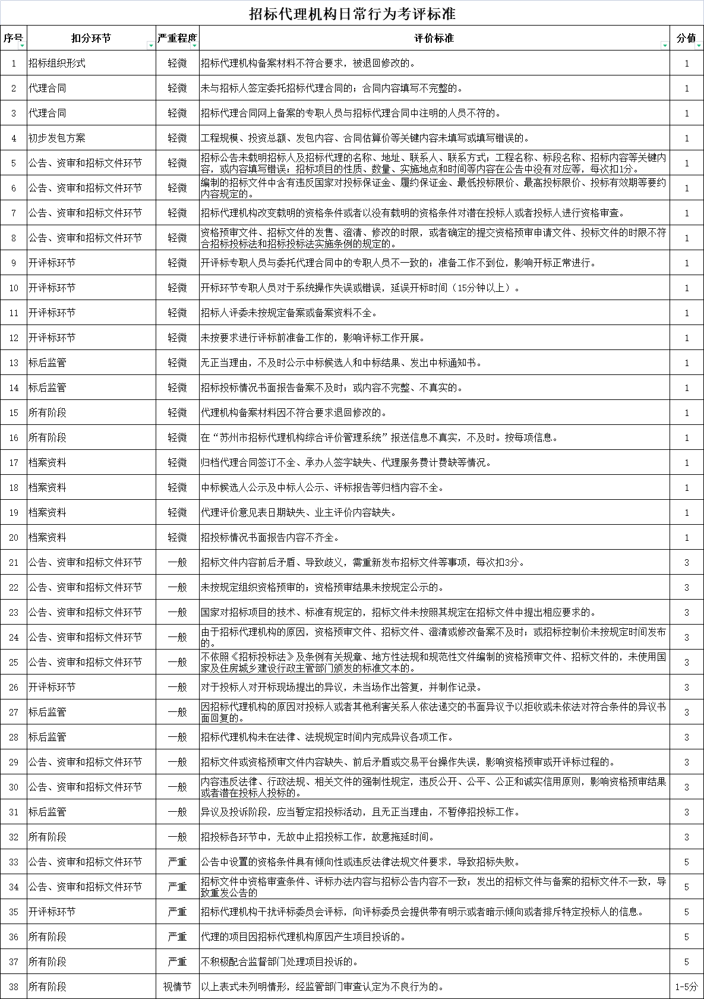 招标代理机构日常行为考评标准
序号 扣分环节 严重程度 评价标准 分值
1 招标组织形式 轻微 招标代理机构备案材料不符合要求，被退回修改的。 1
2 代理合同 轻微 未与招标人签定委托招标代理合同的；合同内容填写不完整的。 1
3 代理合同 轻微 招标代理合同网上备案的专职人员与招标代理合同中注明的人员不符的。 1
4 初步发包方案 轻微 工程规模、投资总额、发包内容、合同估算价等关键内容未填写或填写错误的。 1
5 公告、资审和招标文件环节 轻微 招标公告未载明招标人及招标代理的名称、地址、联系人、联系方式；工程名称、标段名称、招标内容等关键内
容，或内容填写错误；招标项目的性质、数量、实施地点和时间等内容在公告中没有对应等，每次扣1分。 1
6 公告、资审和招标文件环节 轻微 编制的招标文件中含有违反国家对投标保证金、履约保证金、最低投标限价、最高投标限价、投标有效期等要约
内容规定的。 1
7 公告、资审和招标文件环节 轻微 招标代理机构改变载明的资格条件或者以没有载明的资格条件对潜在投标人或者投标人进行资格审查。 1
8 公告、资审和招标文件环节 轻微 资格预审文件、招标文件的发售、澄清、修改的时限，或者确定的提交资格预审申请文件、投标文件的时限不符
合招标投标法和招标投标法实施条例的规定的。 1
9 开评标环节 轻微 开评标专职人员与委托代理合同中的专职人员不一致的；准备工作不到位，影响开标正常进行。 1
10 开评标环节 轻微 开标环节专职人员对于系统操作失误或错误，延误开标时间（15分钟以上）。 1
11 开评标环节 轻微 招标人评委未按规定备案或备案资料不全。 1
12 开评标环节 轻微 未按要求进行评标前准备工作的，影响评标工作开展。 1
13 标后监管 轻微 无正当理由，不及时公示中标候选人和中标结果、发出中标通知书。 1
14 标后监管 轻微 招标投标情况书面报告备案不及时；或内容不完整、不真实的。 1
15 所有阶段 轻微 代理机构备案材料因不符合要求退回修改的。 1
16 所有阶段 轻微 在“苏州市招标代理机构综合评价管理系统”报送信息不真实，不及时。按每项信息。 1
17 档案资料 轻微 归档代理合同签订不全、承办人签字缺失、代理服务费计费缺等情况。 1
18 档案资料 轻微 中标候选人公示及中标人公示、评标报告等归档内容不全。 1
19 档案资料 轻微 代理评价意见表日期缺失、业主评价内容缺失。 1
20 档案资料 轻微 招投标情况书面报告内容不齐全。 1
21 公告、资审和招标文件环节 一般 招标文件内容前后矛盾、导致歧义，需重新发布招标文件等事项，每次扣3分。 3
22 公告、资审和招标文件环节 一般 未按规定组织资格预审的；资格预审结果未按规定公示的。 3
23 公告、资审和招标文件环节 一般 国家对招标项目的技术、标准有规定的，招标文件未按照其规定在招标文件中提出相应要求的。 3
24 公告、资审和招标文件环节 一般 由于招标代理机构的原因，资格预审文件、招标文件、澄清或修改备案不及时；或招标控制价未按规定时间发布
的。 3
25 公告、资审和招标文件环节 一般 不依照《招标投标法》及条例有关规章、地方性法规和规范性文件编制的资格预审文件、招标文件的，未使用国
家及住房城乡建设行政主管部门颁发的标准文本的。 3
26 开评标环节 一般 对于投标人对开标现场提出的异议，未当场作出答复，并制作记录。 3
27 标后监管 一般 因招标代理机构的原因对投标人或者其他利害关系人依法递交的书面异议予以拒收或未依法对符合条件的异议书
面回复的。 3
28 标后监管 一般 招标代理机构未在法律、法规规定时间内完成异议各项工作。 3
29 公告、资审和招标文件环节 一般 招标文件或资格预审文件内容缺失、前后矛盾或交易平台操作失误，影响资格预审或开评标过程的。 3
30 公告、资审和招标文件环节 一般 内容违反法律、行政法规、相关文件的强制性规定，违反公开、公平、公正和诚实信用原则，影响资格预审结果
或者潜在投标人投标的。 3
31 标后监管 一般 异议及投诉阶段，应当暂定招投标活动，且无正当理由，不暂停招投标工作。 3
32 所有阶段 一般 招投标各环节中，无故中止招投标工作，故意拖延时间。 3
33 公告、资审和招标文件环节 严重 公告中设置的资格条件具有倾向性或违反法律法规文件要求，导致招标失败。 5
34 公告、资审和招标文件环节 严重 招标文件中资格审查条件、评标办法内容与招标公告内容不一致；发出的招标文件与备案的招标文件不一致，导
致重发公告的 5
35 开评标环节 严重 招标代理机构干扰评标委员会评标，向评标委员会提供带有明示或者暗示倾向或者排斥特定投标人的信息。 5
36 所有阶段 严重 代理的项目因招标代理机构原因产生项目投诉的。 5
37 所有阶段 严重 不积极配合监督部门处理项目投诉的。 5
38 所有阶段 视情节 以上表式未列明情形，经监管部门审查认定为不良行为的。 1-5分